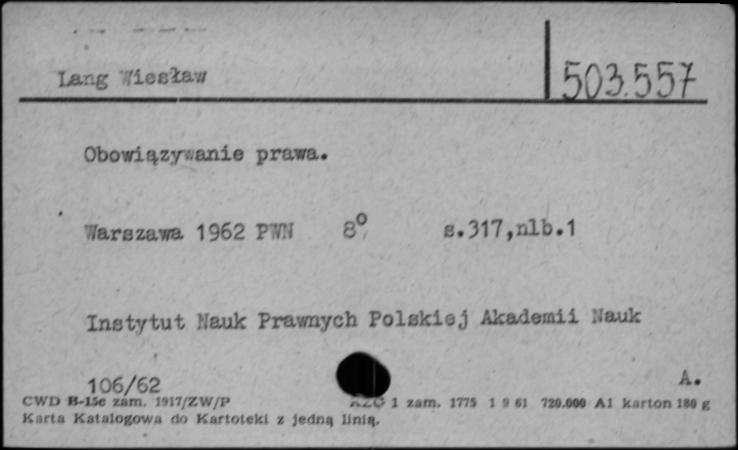 Lang Wiesław
503.557
Obowiązywanie prawa.
Warszawa 1962 PWN 8° s.317,nlb.1
Instytut Nauk Prawnych Polskiej Akademii Nauk
106/62 A.
CWD B-15c zam. 1917/ZW/P 1 zam. 1775 1 9 61 720.000 A1 karton 180 g
Karta Katalogowa do Kartoteki z jedną linią.